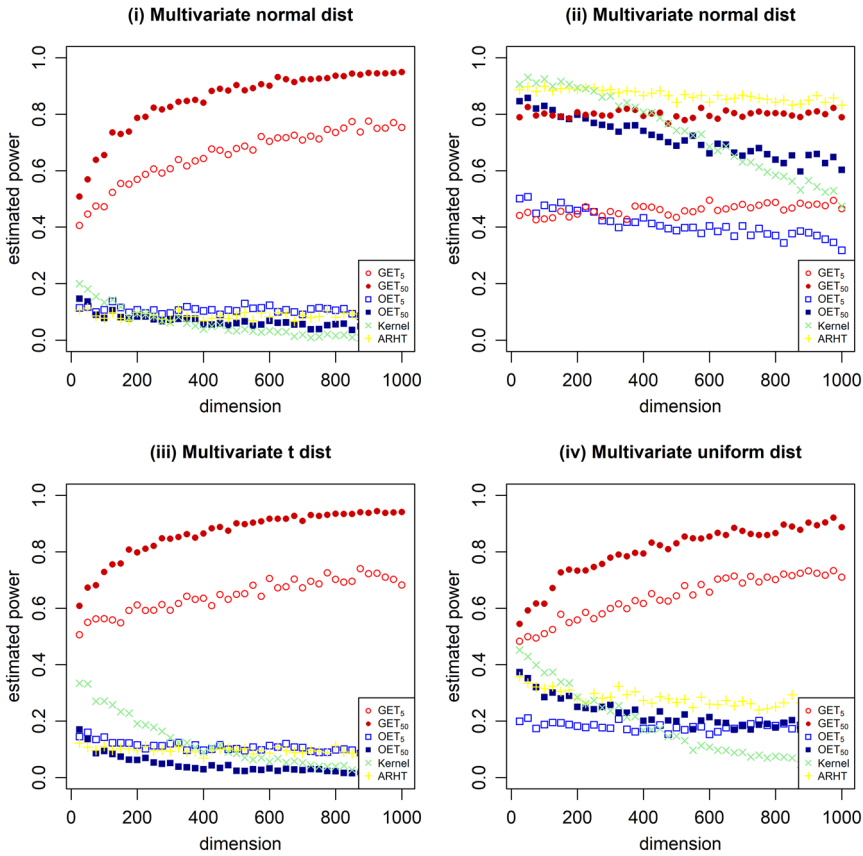 (i) Multivariate normal dist
estimated power
0.0 0.2 0.4 0.6 0.8 1.0
GET5
GET50
OET5
OET50
Kernel
ARHT
0 200 400 600 800 1000
dimension
(ii) Multivariate normal dist
estimated power
0.0 0.2 0.4 0.6 0.8 1.0
GET5
GET50
OET5
OET50
Kernel
ARHT
0 200 400 600 800 1000
dimension
(iii) Multivariate t dist
estimated power
0.0 0.2 0.4 0.6 0.8 1.0
GET5
GET50
OET5
OET50
Kernel
ARHT
0 200 400 600 800 1000
dimension
(iv) Multivariate uniform dist
estimated power
0.0 0.2 0.4 0.6 0.8 1.0
GET5
GET50
OET5
OET50
Kernel
ARHT
0 200 400 600 800 1000
dimension